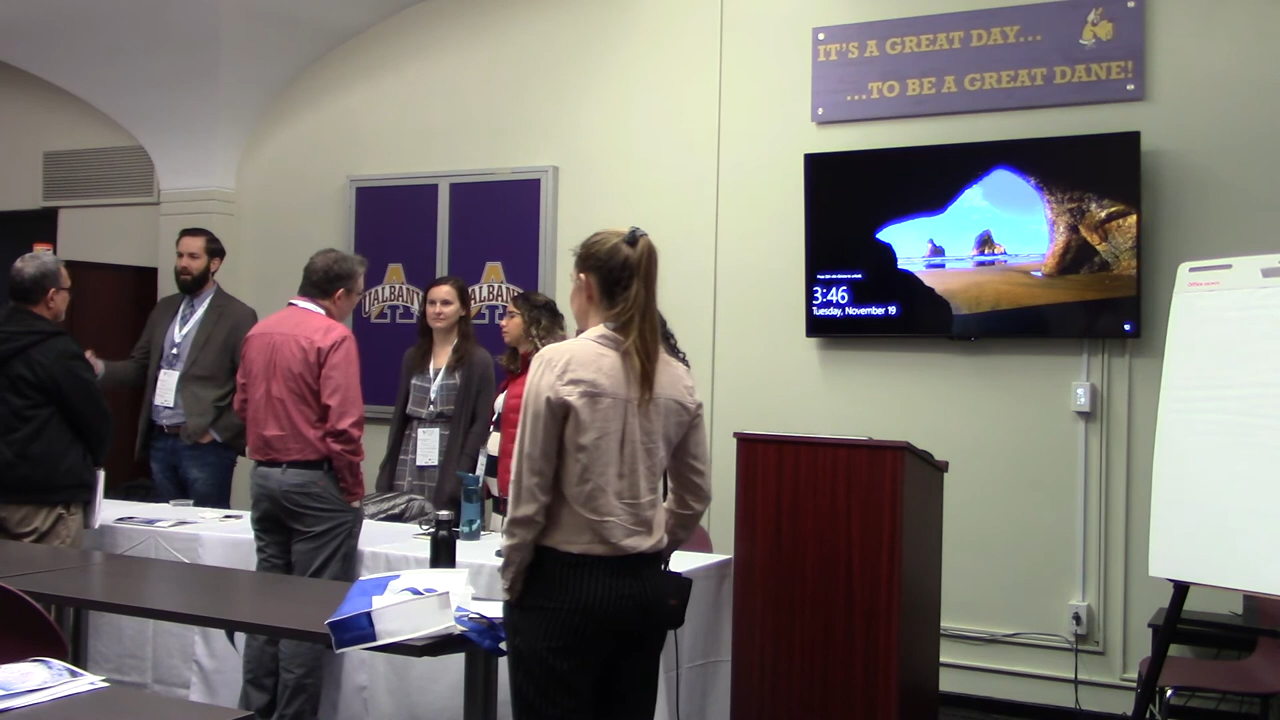 IT'S A GREAT DAY...
...TO BE A GREAT DANE!
UALBANY
UALBANY
3:46
Tuesday, November 19